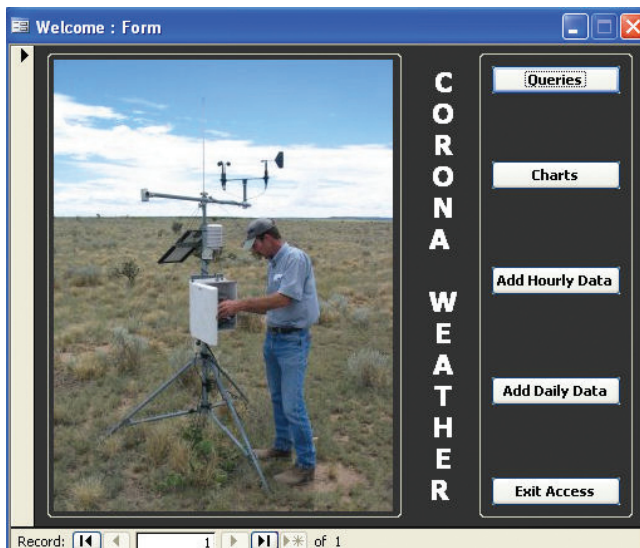 Welcome : Form
CORONA WEATHER
Queries
Charts
Add Hourly Data
Add Daily Data
Exit Access
Record: 1 of 1